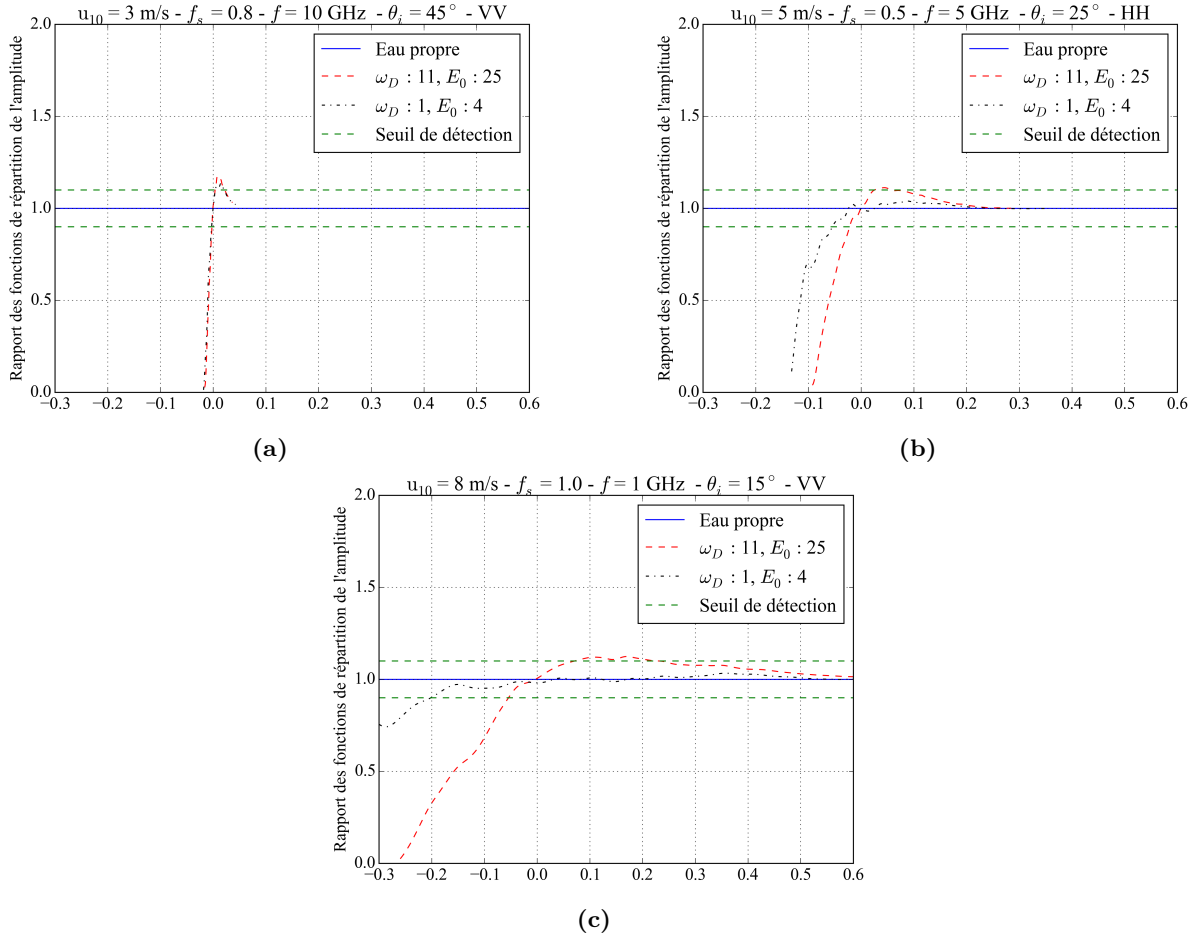 u10 = 3 m/s - fs = 0.8 - f = 10 GHz - θi = 45° - VV
Rapport des fonctions de répartition de l'amplitude
2.0
1.5
1.0
0.5
0.0
Eau propre
ωD : 11, E0 : 25
ωD : 1, E0 : 4
Seuil de détection
−0.3 −0.2 −0.1 0.0 0.1 0.2 0.3 0.4 0.5 0.6
(a)
u10 = 5 m/s - fs = 0.5 - f = 5 GHz - θi = 25° - HH
Rapport des fonctions de répartition de l'amplitude
2.0
1.5
1.0
0.5
0.0
Eau propre
ωD : 11, E0 : 25
ωD : 1, E0 : 4
Seuil de détection
−0.3 −0.2 −0.1 0.0 0.1 0.2 0.3 0.4 0.5 0.6
(b)
u10 = 8 m/s - fs = 1.0 - f = 1 GHz - θi = 15° - VV
Rapport des fonctions de répartition de l'amplitude
2.0
1.5
1.0
0.5
0.0
Eau propre
ωD : 11, E0 : 25
ωD : 1, E0 : 4
Seuil de détection
−0.3 −0.2 −0.1 0.0 0.1 0.2 0.3 0.4 0.5 0.6
(c)